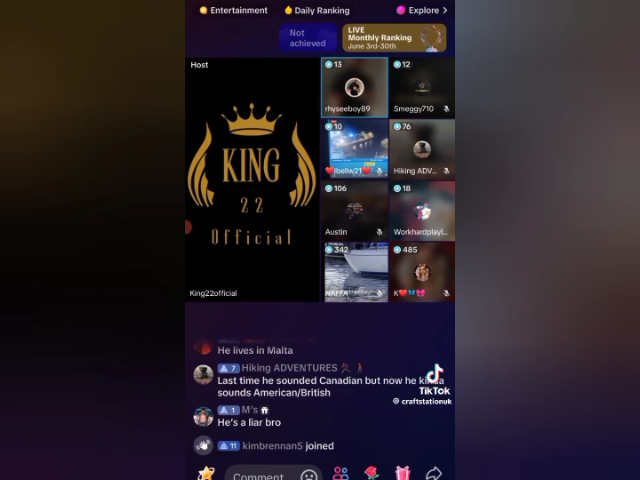 Entertainment
Daily Ranking
Explore >
Not
achieved
LIVE
Monthly Ranking
June 3rd-30th
Host
KING
22
Official
King22official
13
rhyseeboy89
12
Smeggy710
10
76
Hiking ADV...
106
Austin
18
Workhardplayl...
342
485
He lives in Malta
7 Hiking ADVENTURES
Last time he sounded Canadian but now he kinda
sounds American/British
1 M's
He's a liar bro
11 kimbrennan5 joined
TikTok
craftstationuk
Comment...